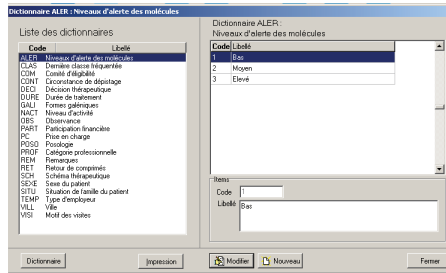 Dictionnaire ALER : Niveaux d'alerte des molécules
Liste des dictionnaires
Code Libellé
ALER Niveaux d'alerte des molécules
CLAS Dernière classe fréquentée
COM Comité d'éligibilité
CONT Circonstance de dépistage
DECI Décision thérapeutique
DURE Durée de traitement
GALI Formes galéniques
NACT Niveau d'activité
OBS Observance
PART Participation financière
PC Prise en charge
POSO Posologie
PROF Catégorie professionnelle
REM Remarques
RET Retour de comprimés
SCH Schéma thérapeutique
SEXE Sexe du patient
SITU Situation de famille du patient
TEMP Type d'employeur
VILL Ville
VISI Motif des visites
Dictionnaire
Impression
Dictionnaire ALER :
Niveaux d'alerte des molécules
Code Libellé
1 Bas
2 Moyen
3 Elevé
Items
Code 1
Libellé Bas
Modifier
Nouveau
Fermer